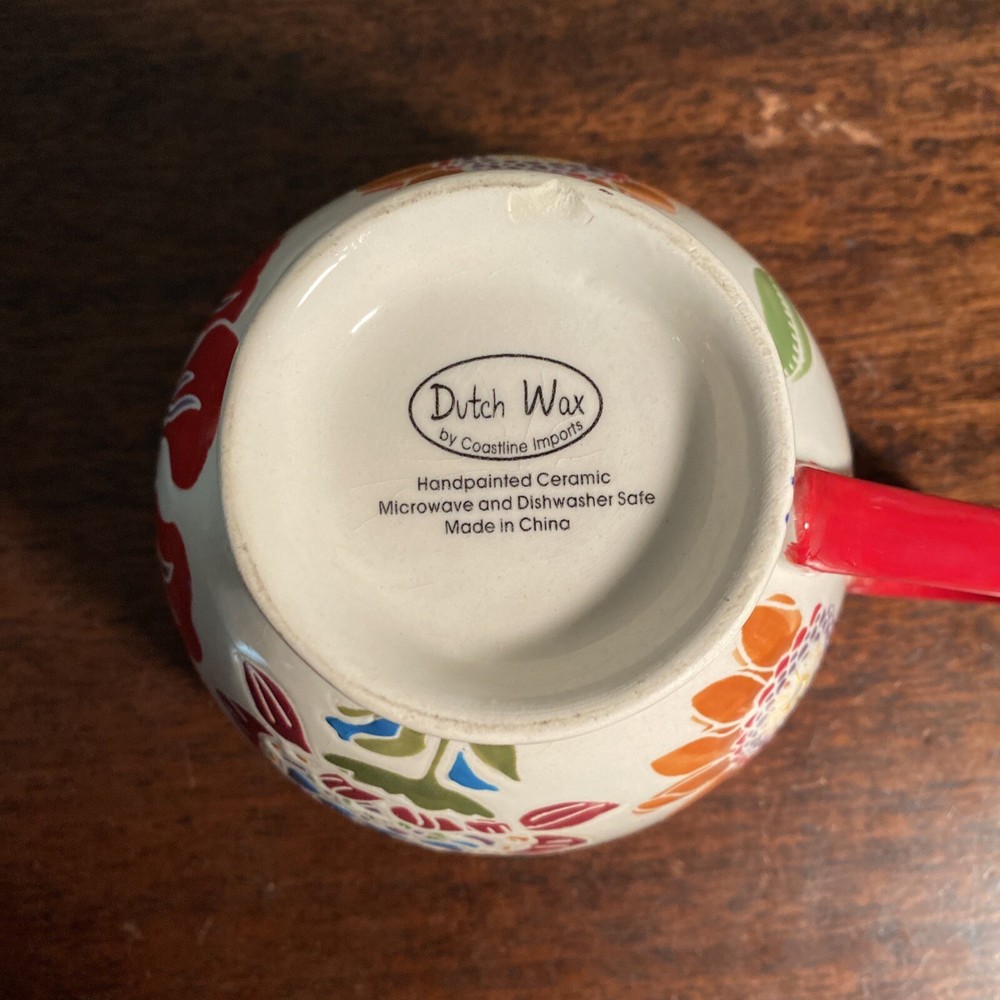 Dutch Wax
by Coastline Imports
Handpainted Ceramic
Microwave and Dishwasher Safe
Made in China